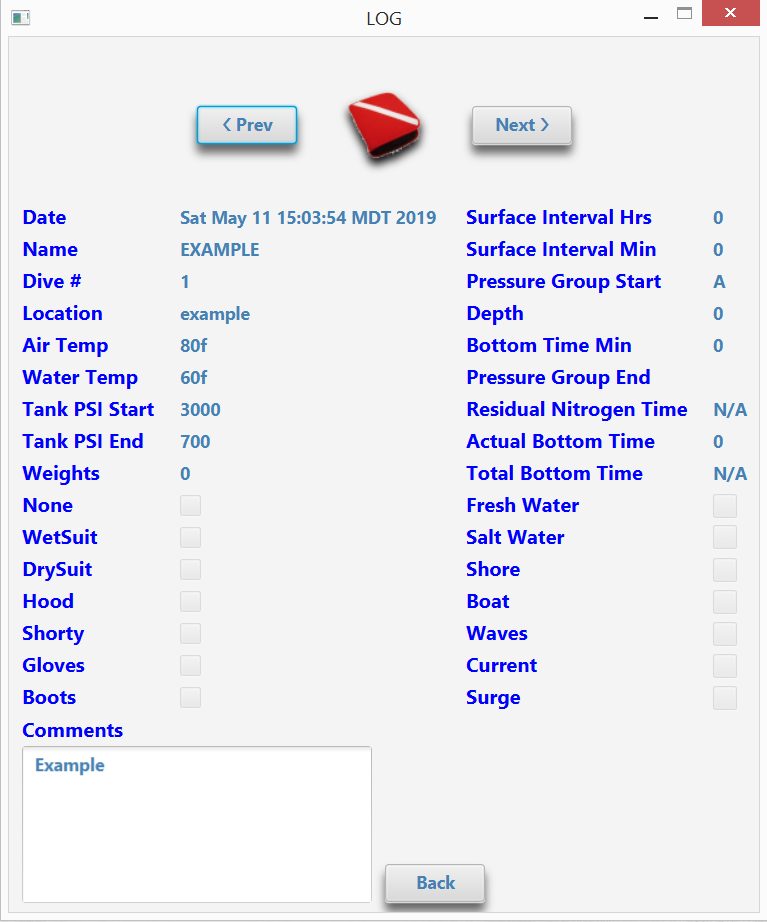 LOG
< Prev
Next >
Date Sat May 11 15:03:54 MDT 2019 Surface Interval Hrs 0
Name EXAMPLE Surface Interval Min 0
Dive # 1 Pressure Group Start A
Location example Depth 0
Air Temp 80f Bottom Time Min 0
Water Temp 60f Pressure Group End
Tank PSI Start 3000 Residual Nitrogen Time N/A
Tank PSI End 700 Actual Bottom Time 0
Weights 0 Total Bottom Time N/A
None Fresh Water
WetSuit Salt Water
DrySuit Shore
Hood Boat
Shorty Waves
Gloves Current
Boots Surge
Comments
Example
Back